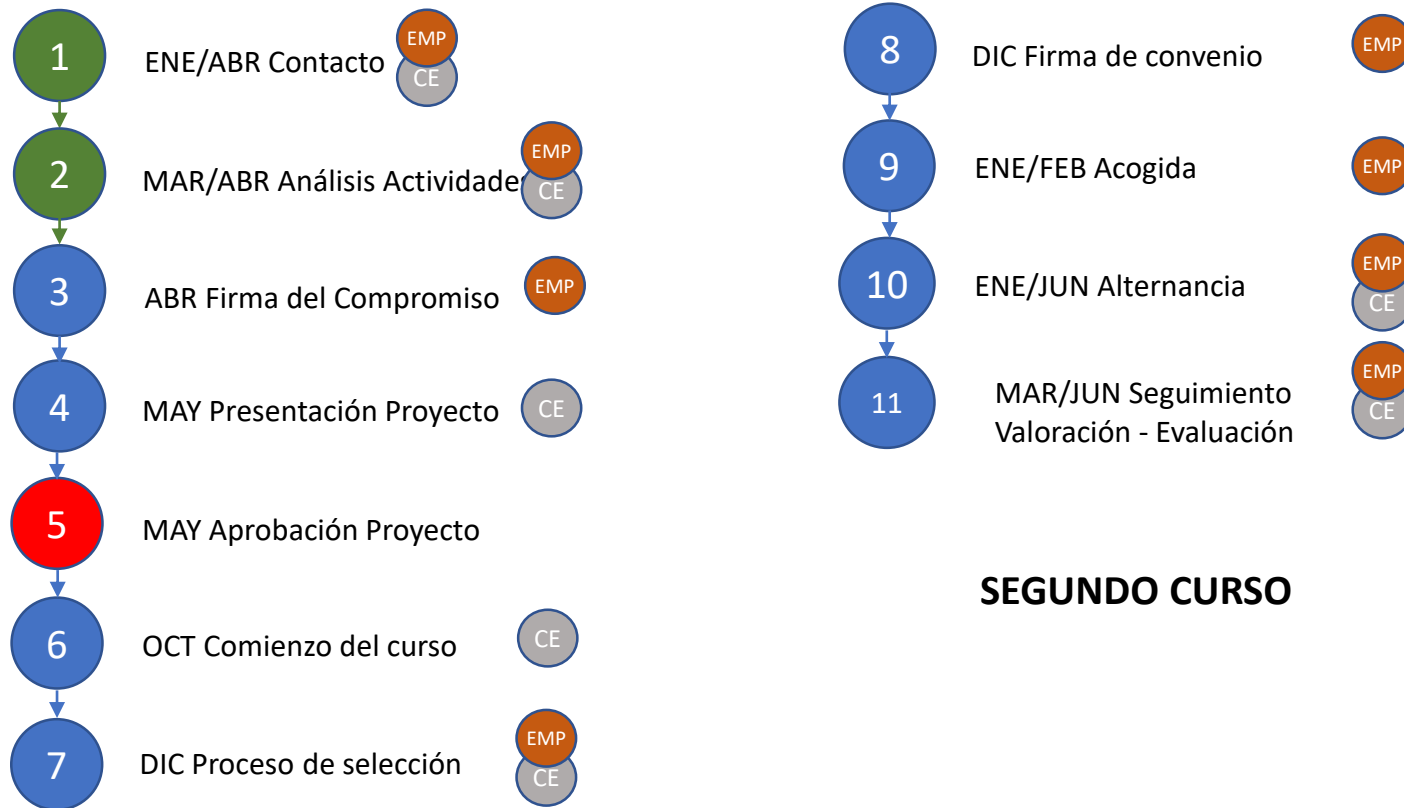 1
ENE/ABR Contacto
EMP
CE
2
MAR/ABR Análisis Actividades
EMP
CE
3
ABR Firma del Compromiso
EMP
4
MAY Presentación Proyecto
CE
5
MAY Aprobación Proyecto
6
OCT Comienzo del curso
CE
7
DIC Proceso de selección
EMP
CE
8
DIC Firma de convenio
EMP
9
ENE/FEB Acogida
EMP
10
ENE/JUN Alternancia
EMP
CE
11
MAR/JUN Seguimiento
Valoración - Evaluación
EMP
CE
SEGUNDO CURSO